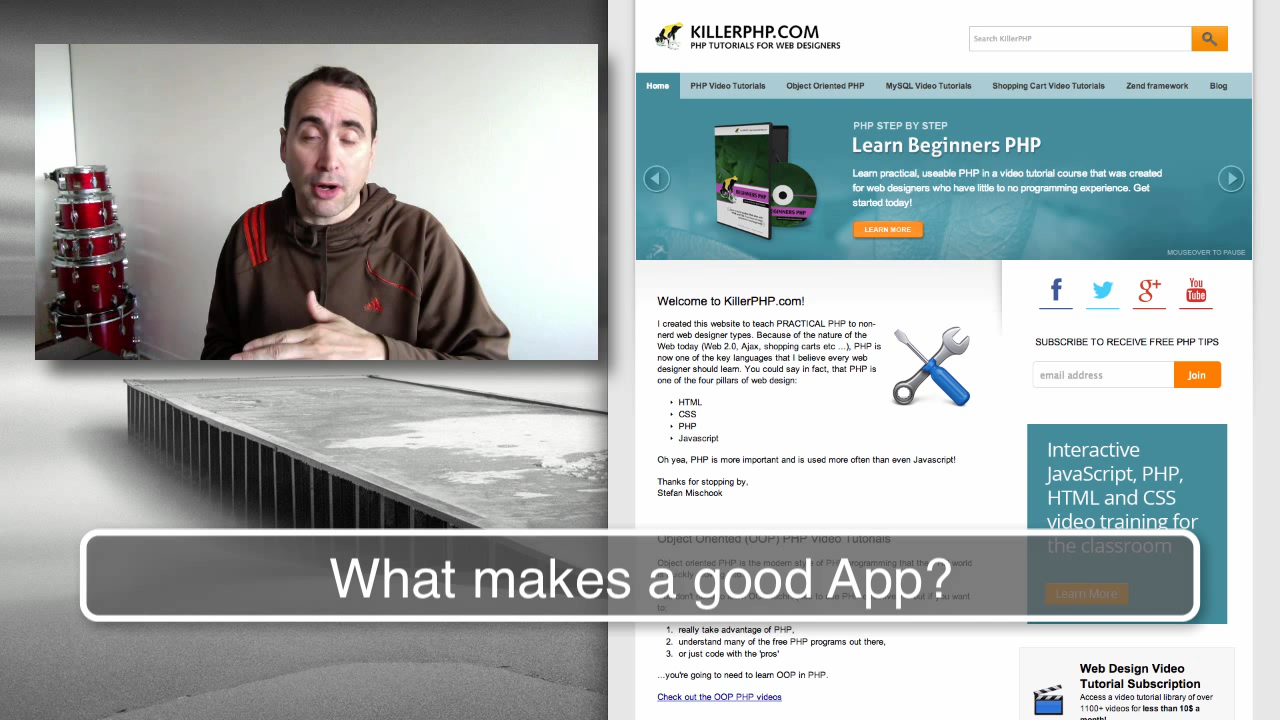 KILLERPHP.COM
PHP TUTORIALS FOR WEB DESIGNERS
Search KillerPHP
Home
PHP Video Tutorials
Object Oriented PHP
MySQL Video Tutorials
Shopping Cart Video Tutorials
Zend framework
Blog
PHP STEP BY STEP
Learn Beginners PHP
Learn practical, useable PHP in a video tutorial course that was created
for web designers who have little to no programming experience. Get
started today!
LEARN MORE
MOUSEOVER TO PAUSE
Welcome to KillerPHP.com!
I created this website to teach PRACTICAL PHP to non-
nerd web designer types. Because of the nature of the
Web today (Web 2.0, Ajax, shopping carts etc ...), PHP is
now one of the key languages that I believe every web
designer should learn. You could say in fact, that PHP is
one of the four pillars of web design:
HTML
CSS
PHP
Javascript
Oh yea, PHP is more important and is used more often than even Javascript!
Thanks for stopping by,
Stefan Mischook
f
g+
You
Tube
SUBSCRIBE TO RECEIVE FREE PHP TIPS
email address
Join
Interactive
JavaScript, PHP,
HTML and CSS
video training for
the classroom
Learn More
Object Oriented (OOP) PHP Video Tutorials
What makes a good App?
to:
1. really take advantage of PHP,
2. understand many of the free PHP programs out there,
3. or just code with the 'pros'
...you're going to need to learn OOP in PHP.
Check out the OOP PHP videos
Web Design Video
Tutorial Subscription
Access a video tutorial library of over
1100+ videos for less than 10$ a
month!